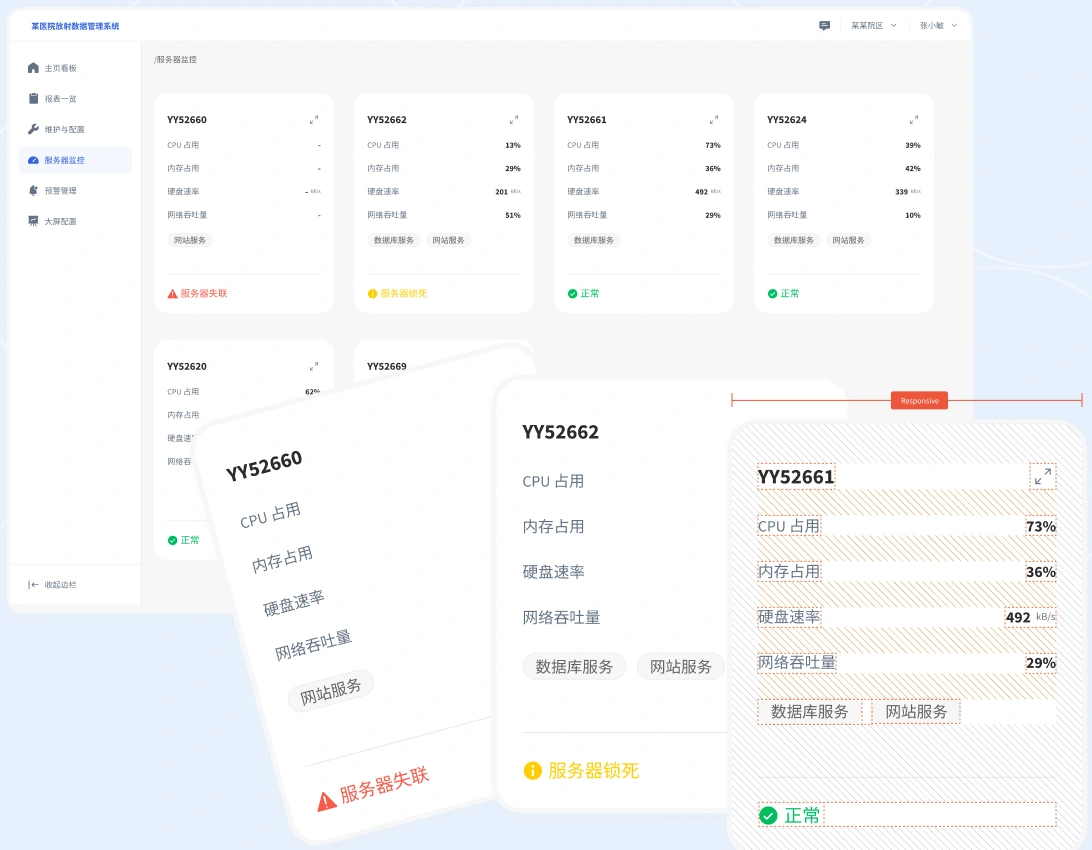 某医院放射数据管理系统
某某院区
张小敏
主页看板
报表一览
维护与配置
服务器监控
预警管理
大屏配置
收起边栏
/服务器监控
YY52660
CPU 占用 -
内存占用 -
硬盘速率 - kB/s
网络吞吐量 -
网站服务
服务器失联
YY52662
CPU 占用 13%
内存占用 29%
硬盘速率 201 kB/s
网络吞吐量 51%
数据库服务 网站服务
服务器锁死
YY52661
CPU 占用 73%
内存占用 36%
硬盘速率 492 kB/s
网络吞吐量 29%
数据库服务
正常
YY52624
CPU 占用 39%
内存占用 42%
硬盘速率 339 kB/s
网络吞吐量 10%
数据库服务 网站服务
正常
YY52620
CPU 占用 62%
内存占用
硬盘速
网络吞
正常
YY52669
YY52660
CPU 占用
内存占用
硬盘速率
网络吞吐量
网站服务
服务器失联
YY52662
CPU 占用
内存占用
硬盘速率
网络吞吐量
数据库服务 网站服务
服务器锁死
Responsive
YY52661
CPU 占用 73%
内存占用 36%
硬盘速率 492 kB/s
网络吞吐量 29%
数据库服务 网站服务
正常